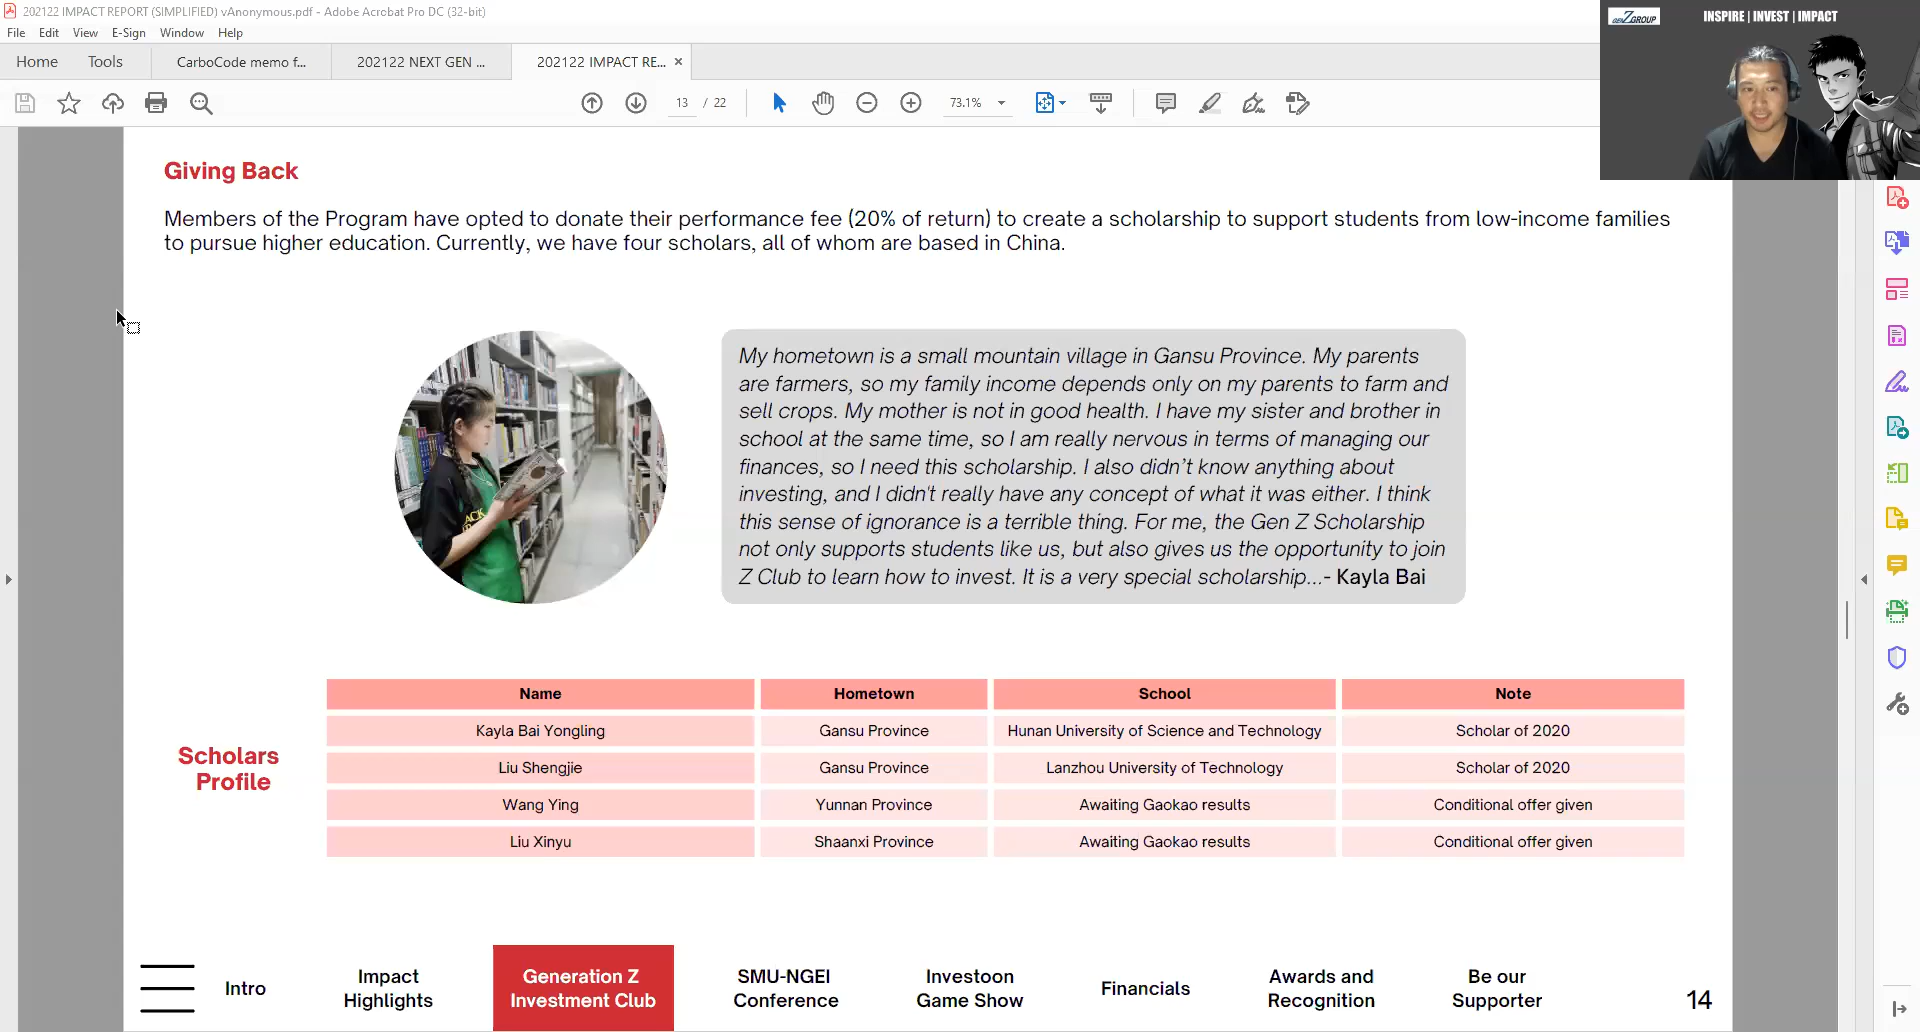 202122 IMPACT REPORT (SIMPLIFIED) vAnonymous.pdf - Adobe Acrobat Pro DC (32-bit)
File Edit View E-Sign Window Help
Home Tools CarboCode memo f... 202122 NEXT GEN ... 202122 IMPACT RE... ×
13 / 22 73.1%
GENZGROUP
INSPIRE | INVEST | IMPACT
Giving Back
Members of the Program have opted to donate their performance fee (20% of return) to create a scholarship to support students from low-income families
to pursue higher education. Currently, we have four scholars, all of whom are based in China.
My hometown is a small mountain village in Gansu Province. My parents
are farmers, so my family income depends only on my parents to farm and
sell crops. My mother is not in good health. I have my sister and brother in
school at the same time, so I am really nervous in terms of managing our
finances, so I need this scholarship. I also didn't know anything about
investing, and I didn't really have any concept of what it was either. I think
this sense of ignorance is a terrible thing. For me, the Gen Z Scholarship
not only supports students like us, but also gives us the opportunity to join
Z Club to learn how to invest. It is a very special scholarship...- Kayla Bai
Scholars
Profile
Name Hometown School Note
Kayla Bai Yongling Gansu Province Hunan University of Science and Technology Scholar of 2020
Liu Shengjie Gansu Province Lanzhou University of Technology Scholar of 2020
Wang Ying Yunnan Province Awaiting Gaokao results Conditional offer given
Liu Xinyu Shaanxi Province Awaiting Gaokao results Conditional offer given
Intro
Impact
Highlights
Generation Z
Investment Club
SMU-NGEI
Conference
Investoon
Game Show
Financials
Awards and
Recognition
Be our
Supporter
14